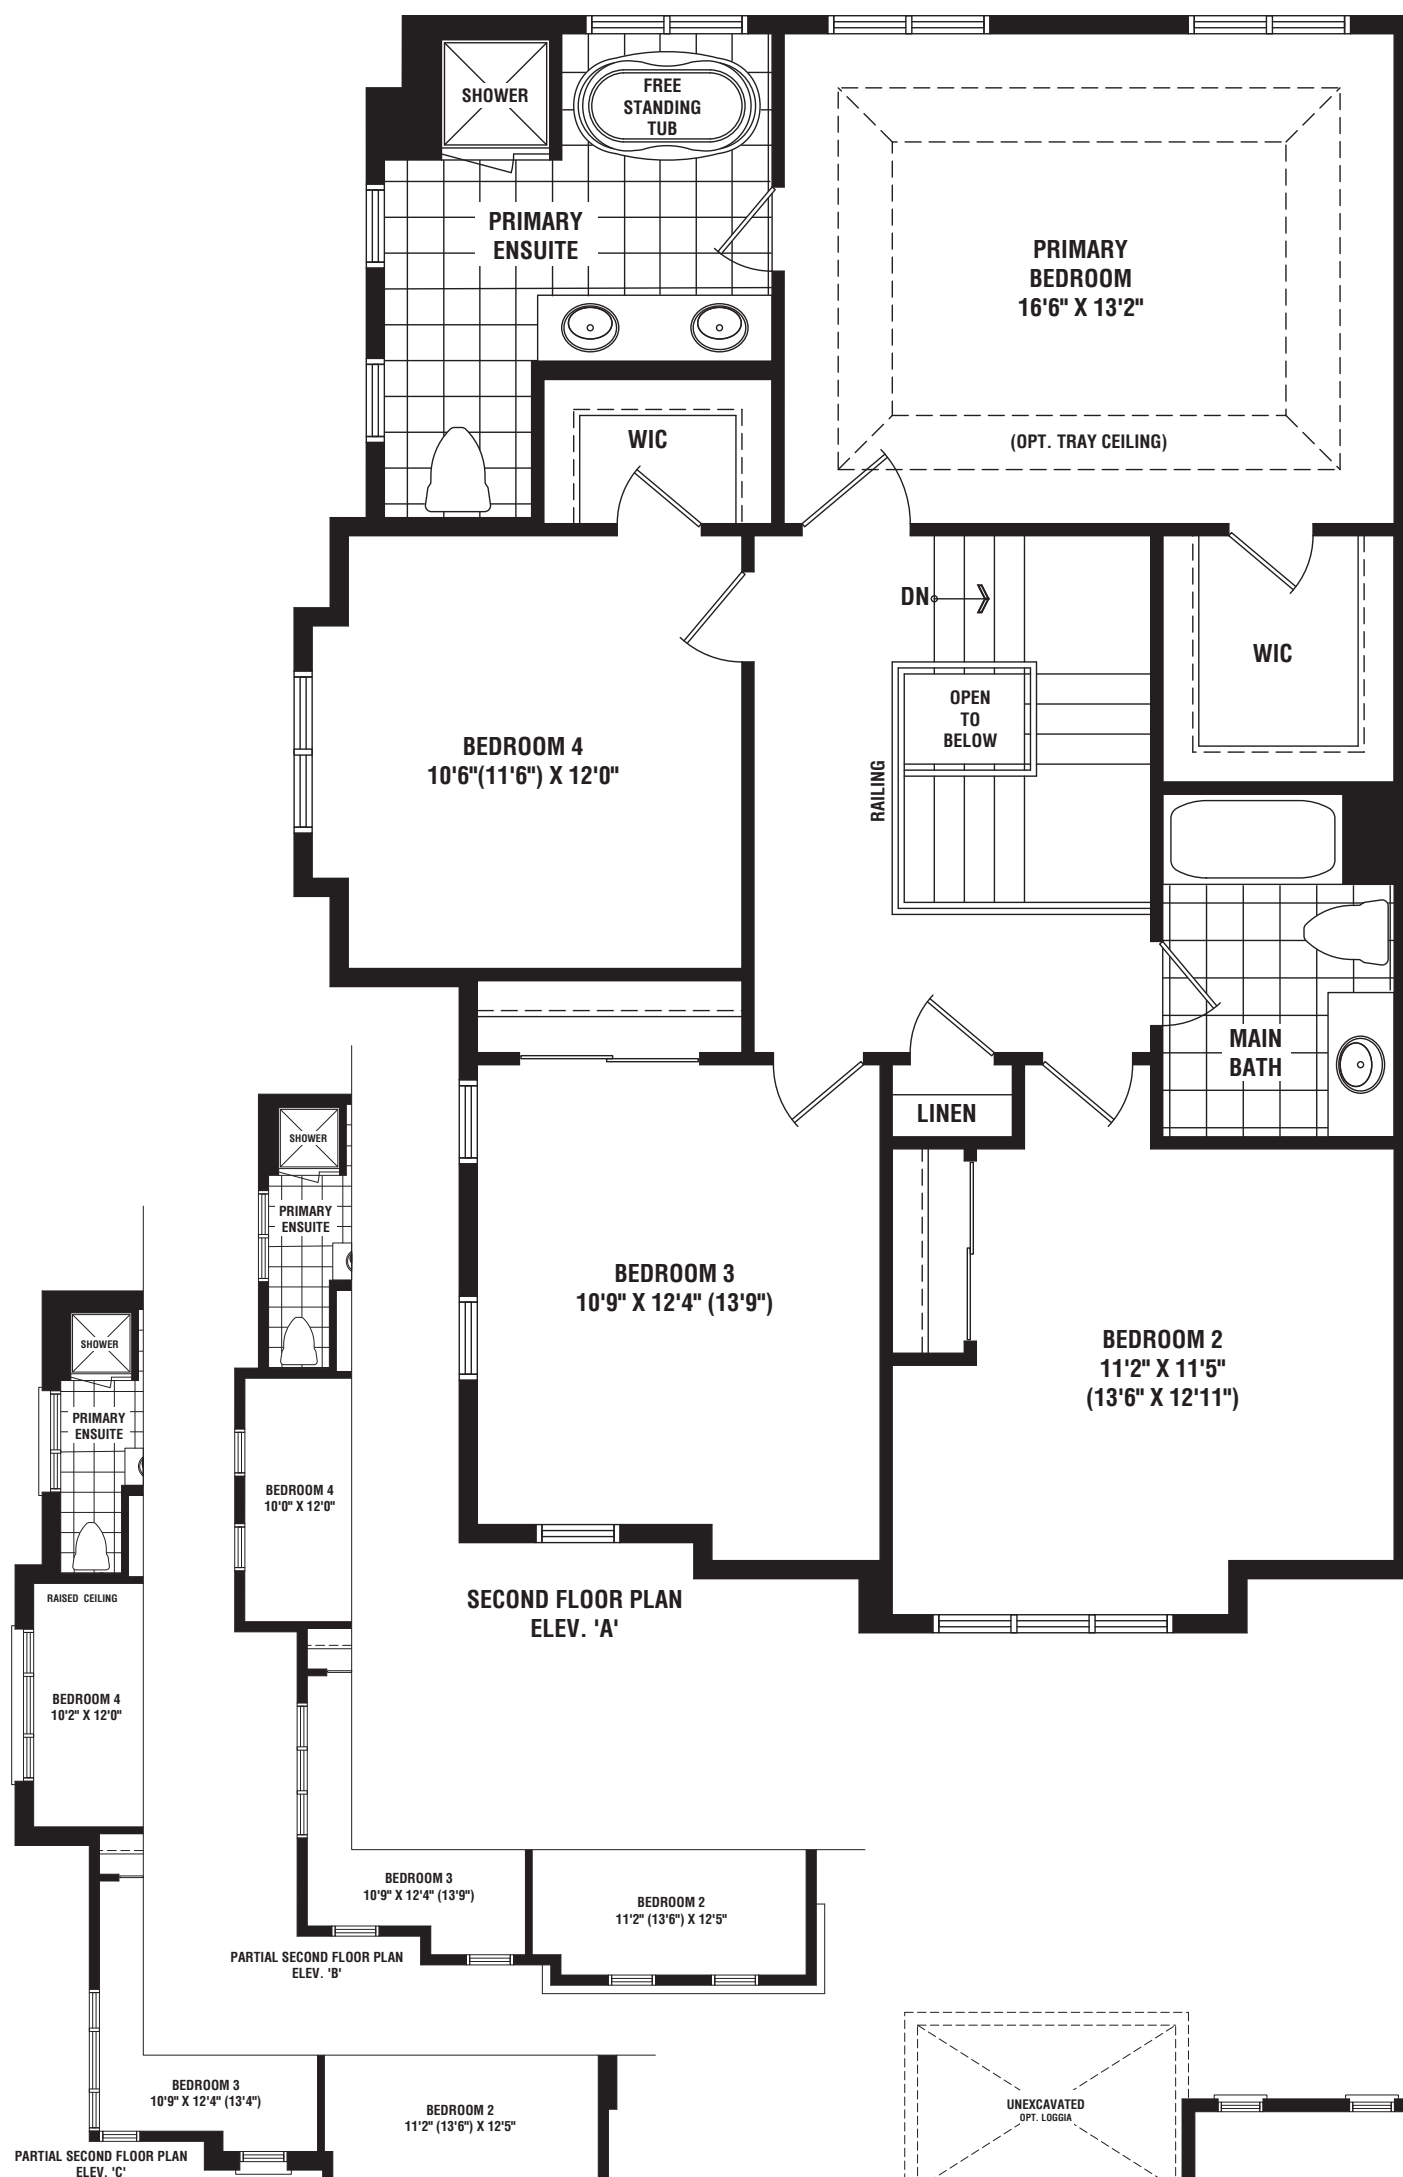 SHOWER
FREE
STANDING
TUB
PRIMARY
ENSUITE
PRIMARY
BEDROOM
16'6" X 13'2"
(OPT. TRAY CEILING)
WIC
DN
WIC
OPEN
TO
BELOW
RAILING
BEDROOM 4
10'6"(11'6") X 12'0"
MAIN
BATH
LINEN
BEDROOM 3
10'9" X 12'4" (13'9")
BEDROOM 2
11'2" X 11'5"
(13'6" X 12'11")
SECOND FLOOR PLAN
ELEV. 'A'
SHOWER
PRIMARY
ENSUITE
BEDROOM 4
10'0" X 12'0"
BEDROOM 3
10'9" X 12'4" (13'9")
BEDROOM 2
11'2" (13'6") X 12'5"
PARTIAL SECOND FLOOR PLAN
ELEV. 'B'
SHOWER
PRIMARY
ENSUITE
RAISED CEILING
BEDROOM 4
10'2" X 12'0"
BEDROOM 3
10'9" X 12'4" (13'4")
BEDROOM 2
11'2" (13'6") X 12'5"
PARTIAL SECOND FLOOR PLAN
ELEV. 'C'
UNEXCAVATED
OPT. LOGGIA